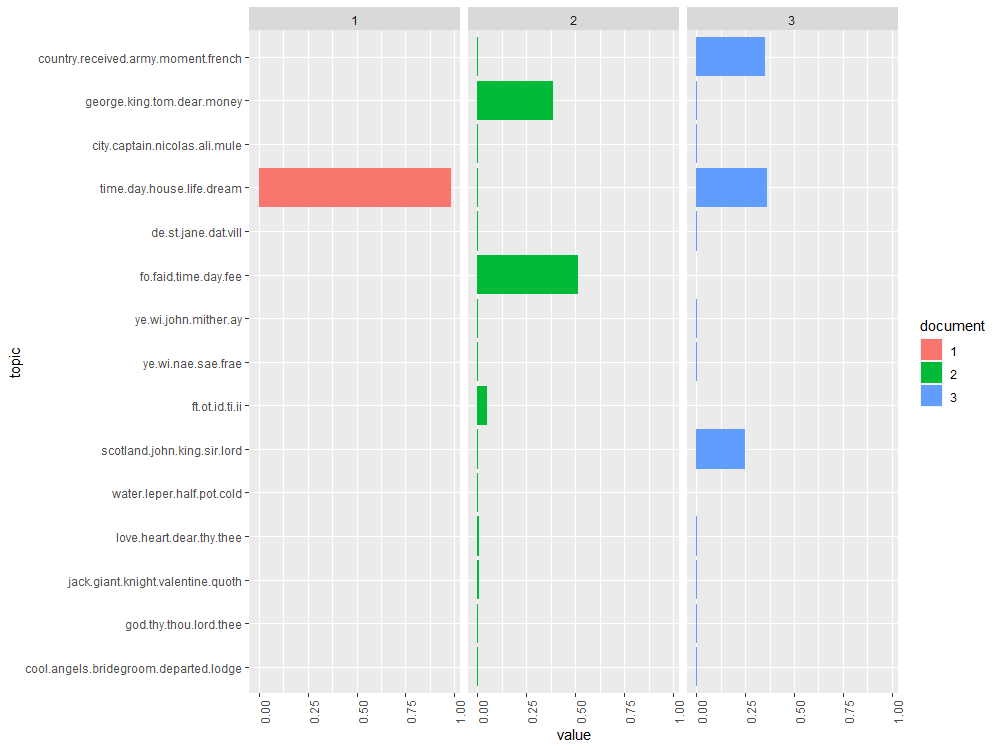 1 2 3
country.received.army.moment.french
george.king.tom.dear.money
city.captain.nicolas.ali.mule
time.day.house.life.dream
de.st.jane.dat.vill
fo.faid.time.day.fee
ye.wi.john.mither.ay
ye.wi.nae.sae.frae
ft.ot.id.ti.ii
scotland.john.king.sir.lord
water.leper.half.pot.cold
love.heart.dear.thy.thee
jack.giant.knight.valentine.quoth
god.thy.thou.lord.thee
cool.angels.bridegroom.departed.lodge
topic
0.00 0.25 0.50 0.75 1.00 0.00 0.25 0.50 0.75 1.00 0.00 0.25 0.50 0.75 1.00
value
document
1
2
3